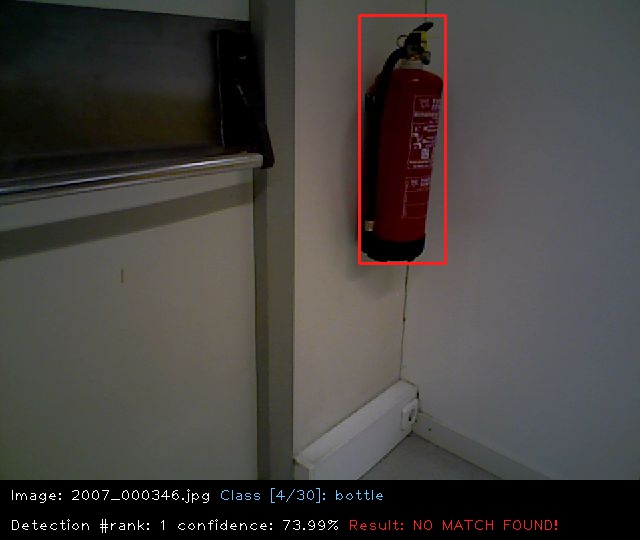 Image: 2007_000346.jpg Class [4/30]: bottle
Detection #rank: 1 confidence: 73.99% Result: NO MATCH FOUND!